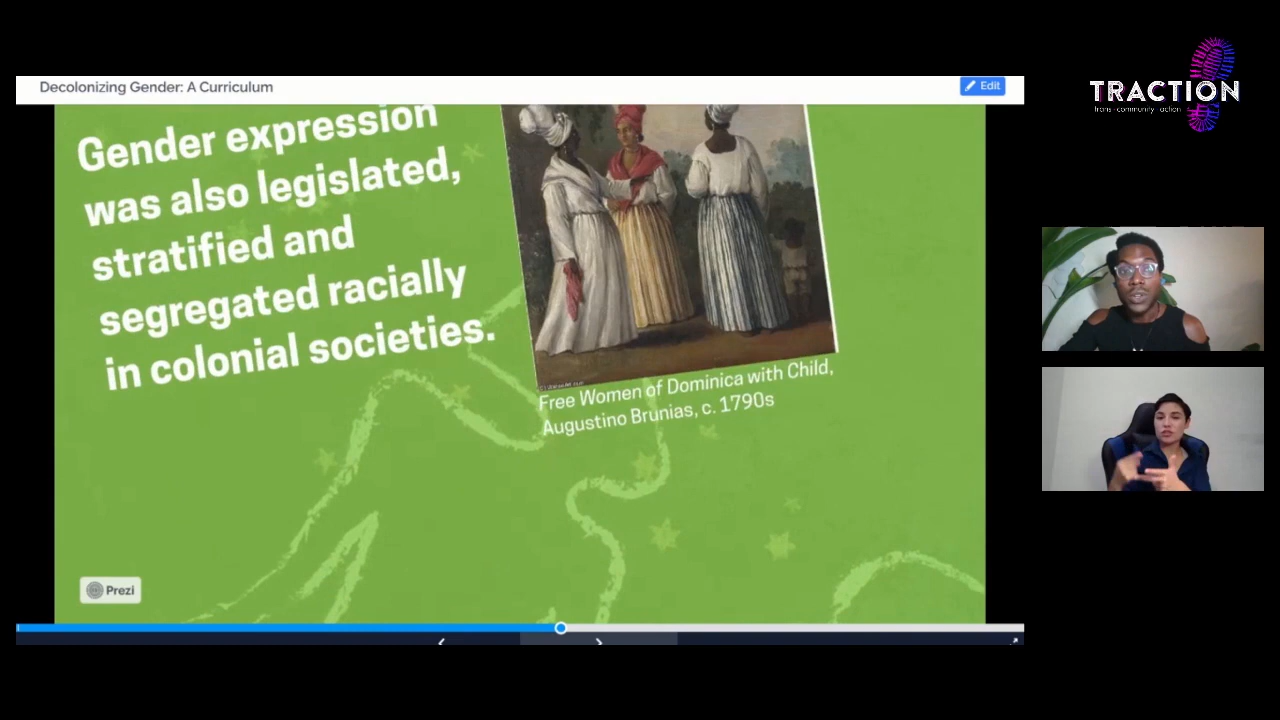 TRACTION
trans·community·action
Decolonizing Gender: A Curriculum
Edit
Gender expression
was also legislated,
stratified and
segregated racially
in colonial societies.
Free Women of Dominica with Child,
Augustino Brunias, c. 1790s
Prezi